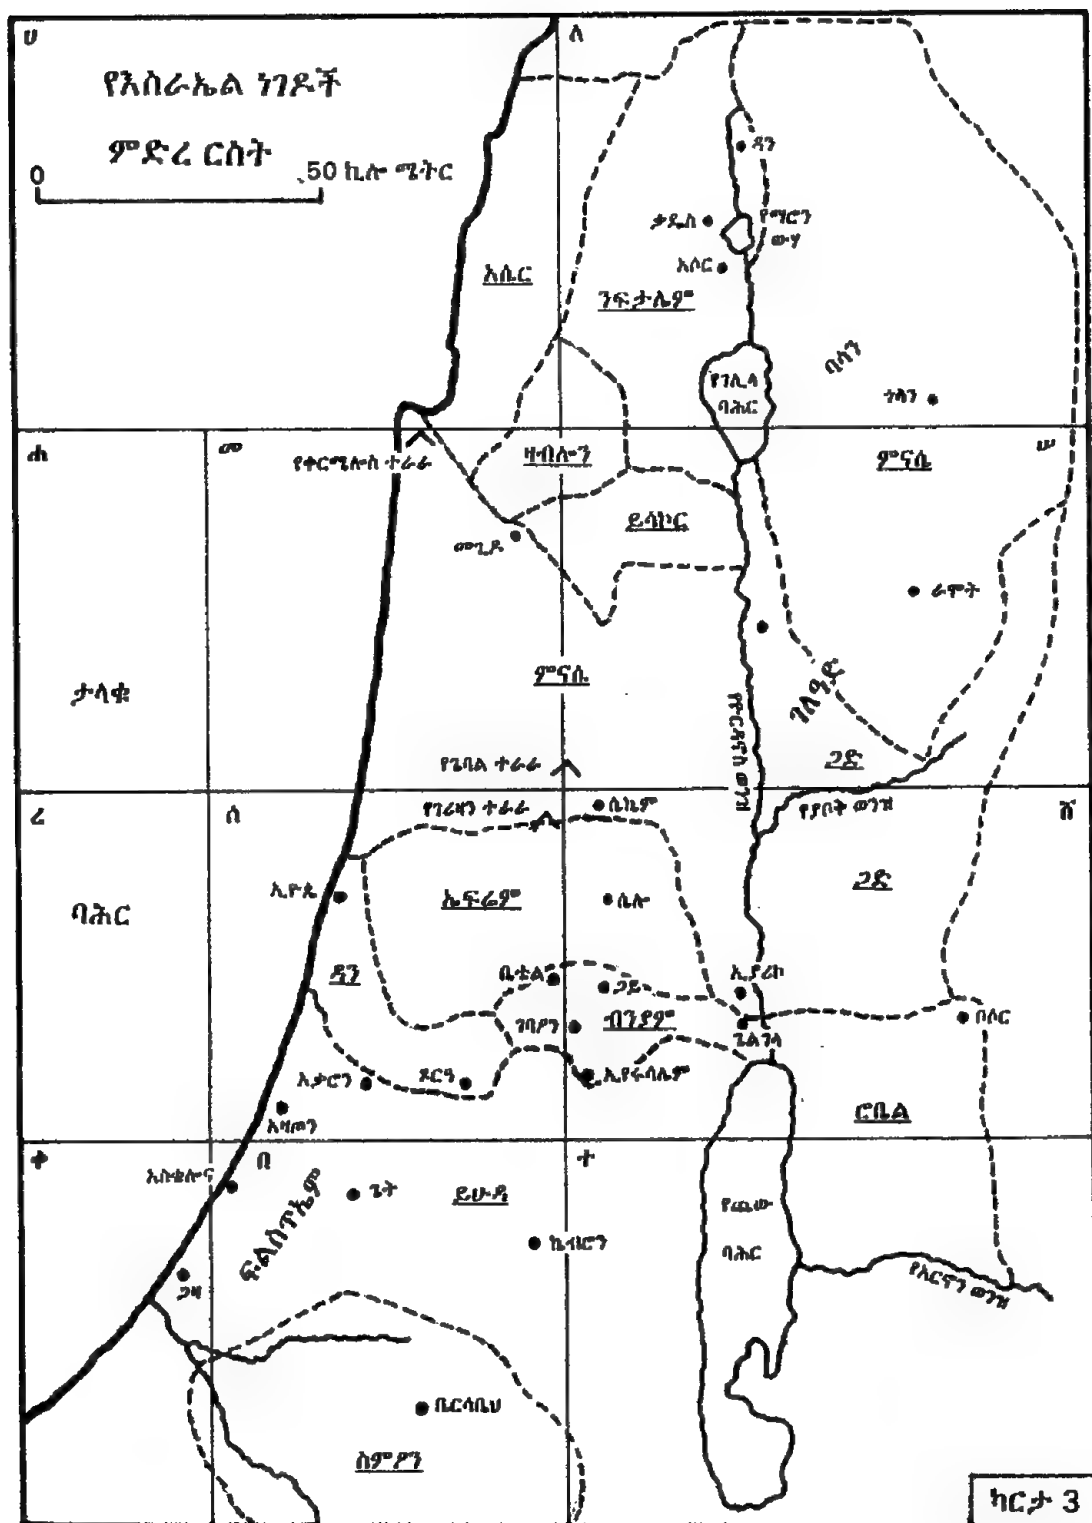 ሀ
ለ
የእስራኤል ነገዶች
ምድረ ርስት
0 50 ኪሎ ሜትር
ዳን
ቃዴስ
የማሮን
ውሃ
አሶር
አሴር
ንፍታሌም
ባሳን
የገሊላ
ባሕር
ጎላን
ሐ
መ
ሠ
የቀርሜሎስ ተራራ
ዛብሎን
ምናሴ
ይሳኮር
መጊዶ
ራሞት
ምናሴ
ታላቁ
ገለዓድ
የዮርዳኖስ ወንዝ
ጋድ
የጌባል ተራራ
ረ
ሰ
ሸ
የገሪዛን ተራራ
ሴኬም
የያቦቅ ወንዝ
ጋድ
ኢዮጴ
ኤፍሬም
ሴሎ
ባሕር
ዳን
ቤቴል
ጋይ
ኢያሪኮ
ገባዖን
ብንያም
ጌልገላ
ቦሶር
አቃሮን
ጾርዓ
ኢየሩሳሌም
አዛጦን
ሮቤል
ቀ
በ
ተ
አስቀሎና
ፍልስጥኤም
ጌት
ይሁዳ
የጨው
ባሕር
ኬብሮን
ጋዛ
የአርኖን ወንዝ
ቤርሳቤህ
ስምዖን
ካርታ 3